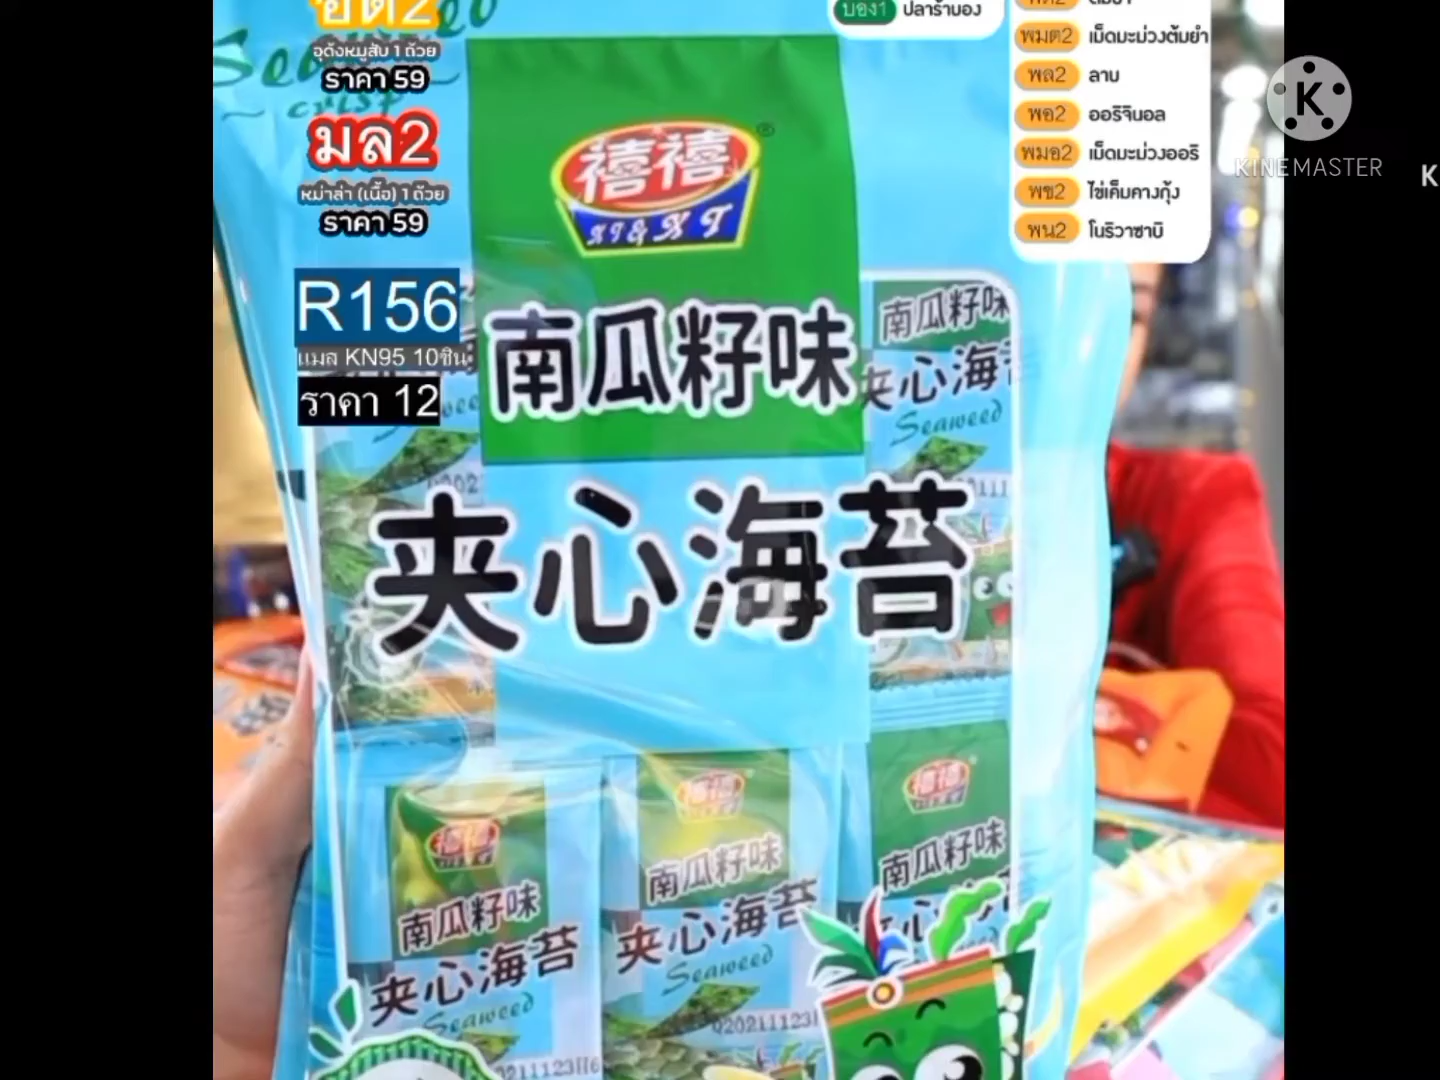 อด2
อุด้งหมูสับ 1 ถ้วย
ราคา 59
มล2
หม่าล่า (เนื้อ) 1 ถ้วย
ราคา 59
R156
แมส KN95 10ชิ้น
ราคา 12
บอง1 ปลาร้าบอง
พมต2 เม็ดมะม่วงต้มยำ
พล2 ลาบ
พอ2 ออริจินอล
พมอ2 เม็ดมะม่วงออริ
พข2 ไข่เค็มคางกุ้ง
พน2 โนริวาซาบิ
K
KINEMASTER
K
禧禧
®
XI & XI
南瓜籽味
夹心海苔
南瓜籽味
夹心海苔
Seaweed
南瓜籽味
夹心海苔
Seaweed
南瓜籽味
夹心海苔
Seaweed
南瓜籽味